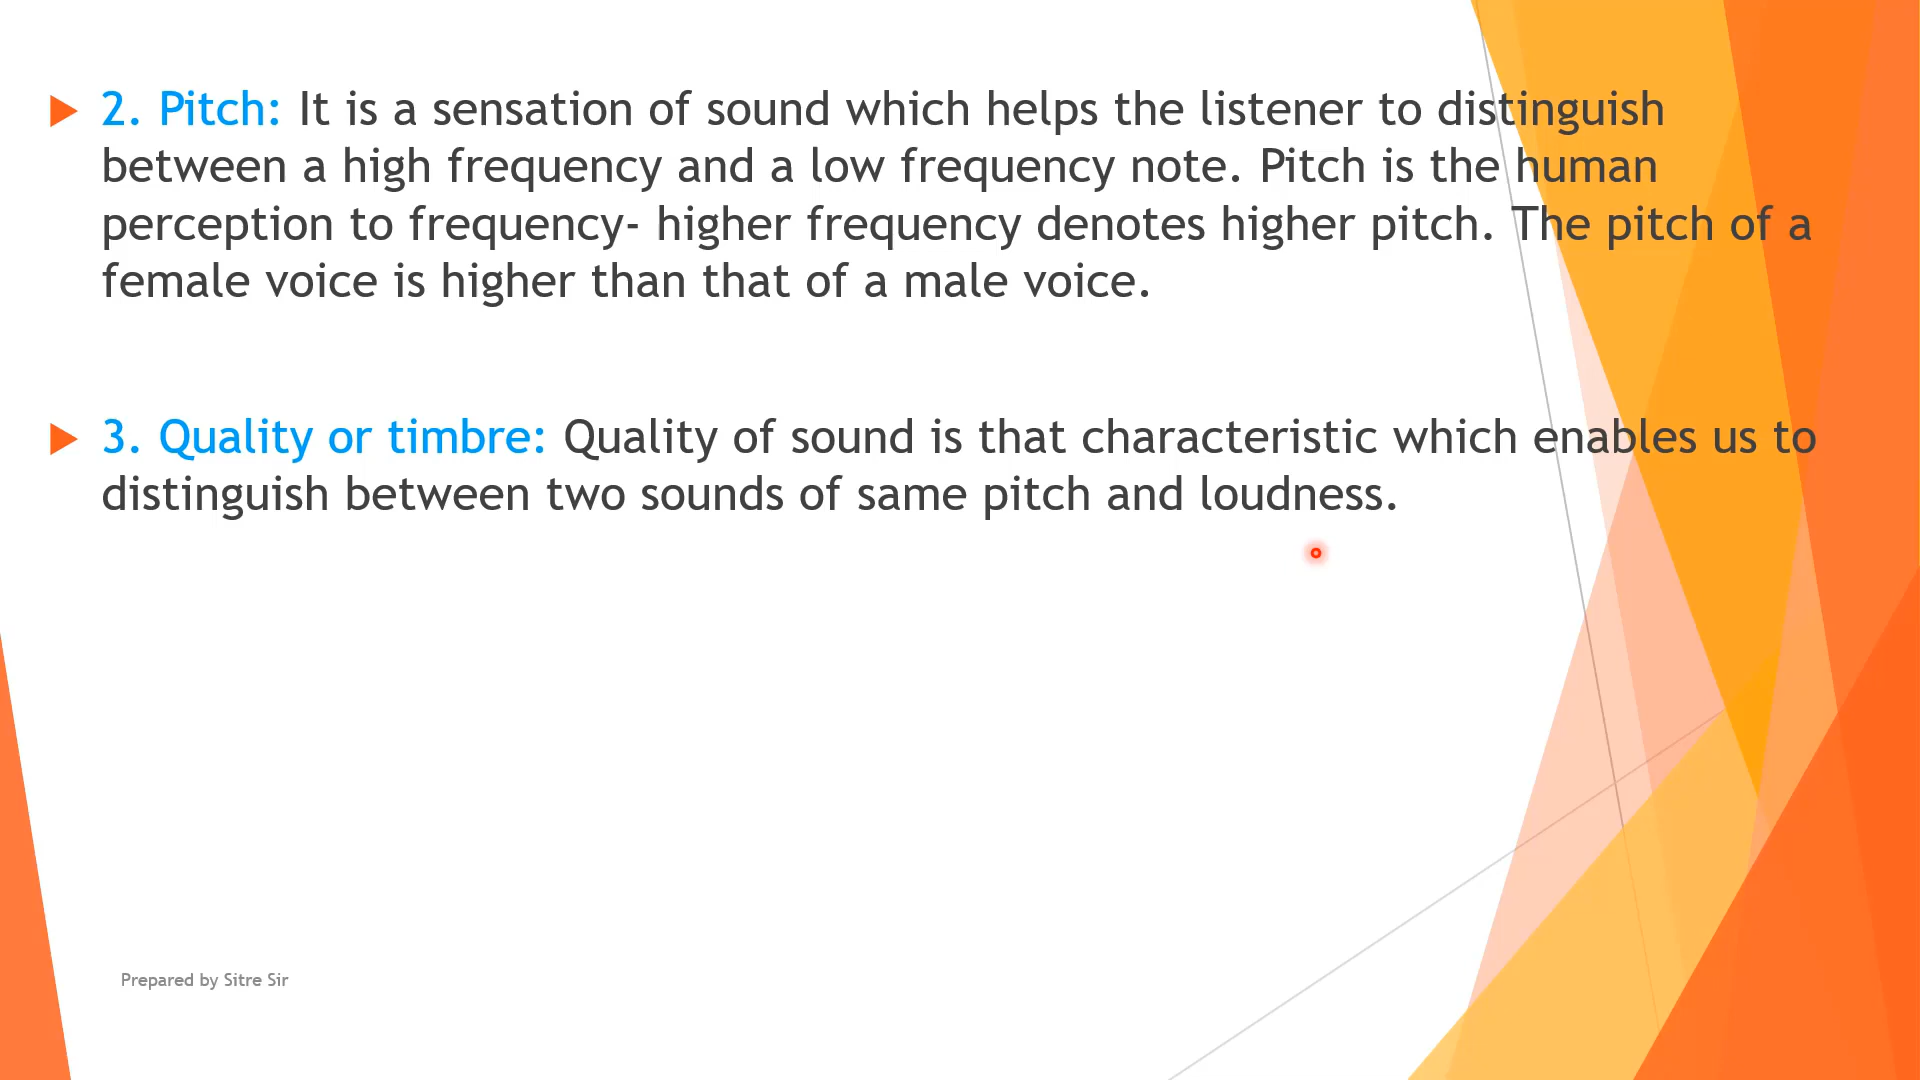 2. Pitch: It is a sensation of sound which helps the listener to distinguish
between a high frequency and a low frequency note. Pitch is the human
perception to frequency- higher frequency denotes higher pitch. The pitch of a
female voice is higher than that of a male voice.
3. Quality or timbre: Quality of sound is that characteristic which enables us to
distinguish between two sounds of same pitch and loudness.
Prepared by Sitre Sir